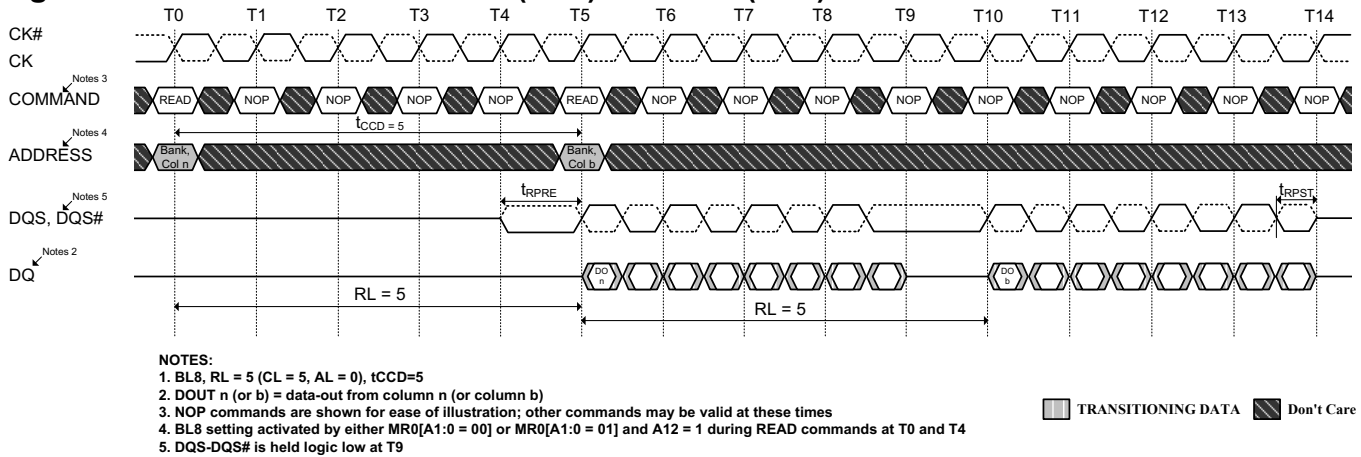 T0 T1 T2 T3 T4 T5 T6 T7 T8 T9 T10 T11 T12 T13 T14
CK#
CK
Notes 3
COMMAND
READ NOP NOP NOP NOP READ NOP NOP NOP NOP NOP NOP NOP NOP NOP
tCCD = 5
Notes 4
ADDRESS
Bank, Col n
Bank, Col b
tRPRE
tRPST
Notes 5
DQS, DQS#
Notes 2
DQ
DO n
DO b
RL = 5
RL = 5
NOTES:
1. BL8, RL = 5 (CL = 5, AL = 0), tCCD=5
2. DOUT n (or b) = data-out from column n (or column b)
3. NOP commands are shown for ease of illustration; other commands may be valid at these times
4. BL8 setting activated by either MR0[A1:0 = 00] or MR0[A1:0 = 01] and A12 = 1 during READ commands at T0 and T4
5. DQS-DQS# is held logic low at T9
TRANSITIONING DATA
Don't Care